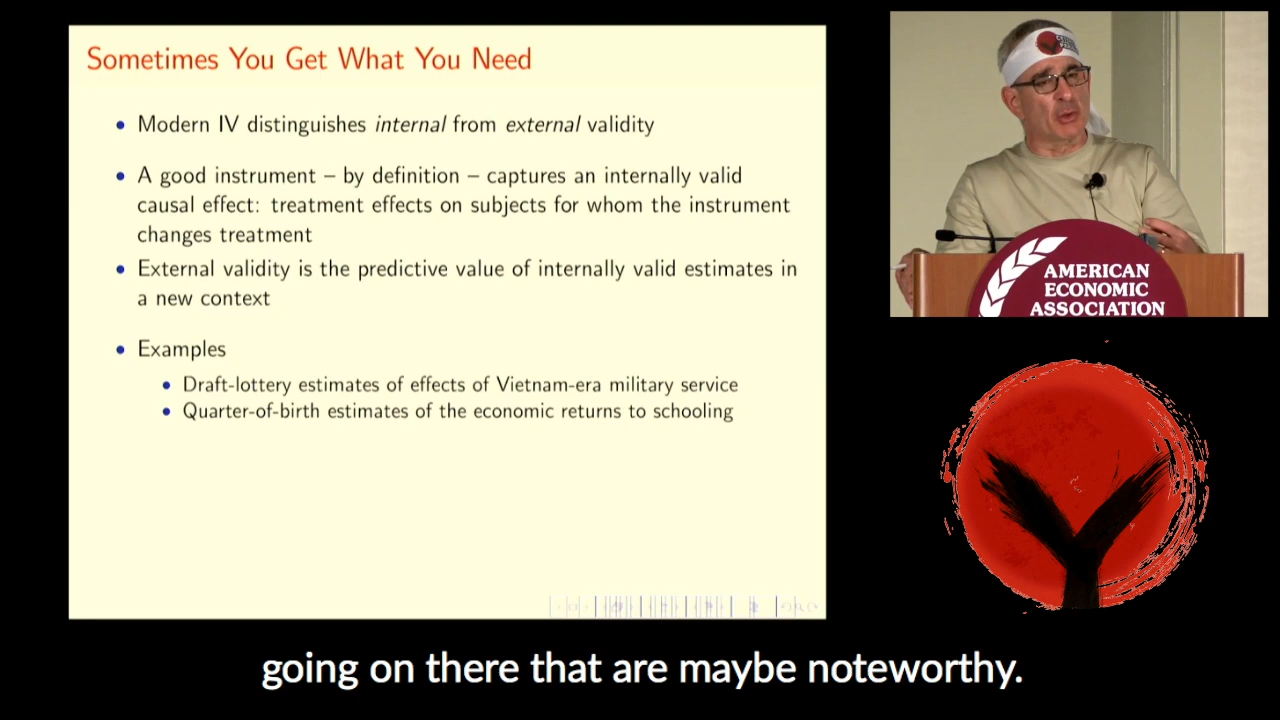 Sometimes You Get What You Need
• Modern IV distinguishes internal from external validity
• A good instrument – by definition – captures an internally valid
causal effect: treatment effects on subjects for whom the instrument
changes treatment
• External validity is the predictive value of internally valid estimates in
a new context
• Examples
• Draft-lottery estimates of effects of Vietnam-era military service
• Quarter-of-birth estimates of the economic returns to schooling
AMERICAN
ECONOMIC
ASSOCIATION
going on there that are maybe noteworthy.